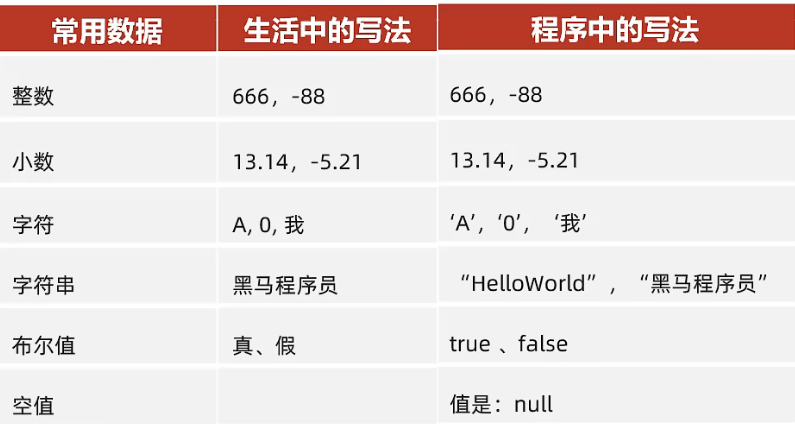 常用数据 生活中的写法 程序中的写法
整数 666，-88 666，-88
小数 13.14，-5.21 13.14，-5.21
字符 A, 0, 我 ‘A’，‘0’， ‘我’
字符串 黑马程序员 “HelloWorld” ，“黑马程序员”
布尔值 真、假 true 、false
空值 值是：null